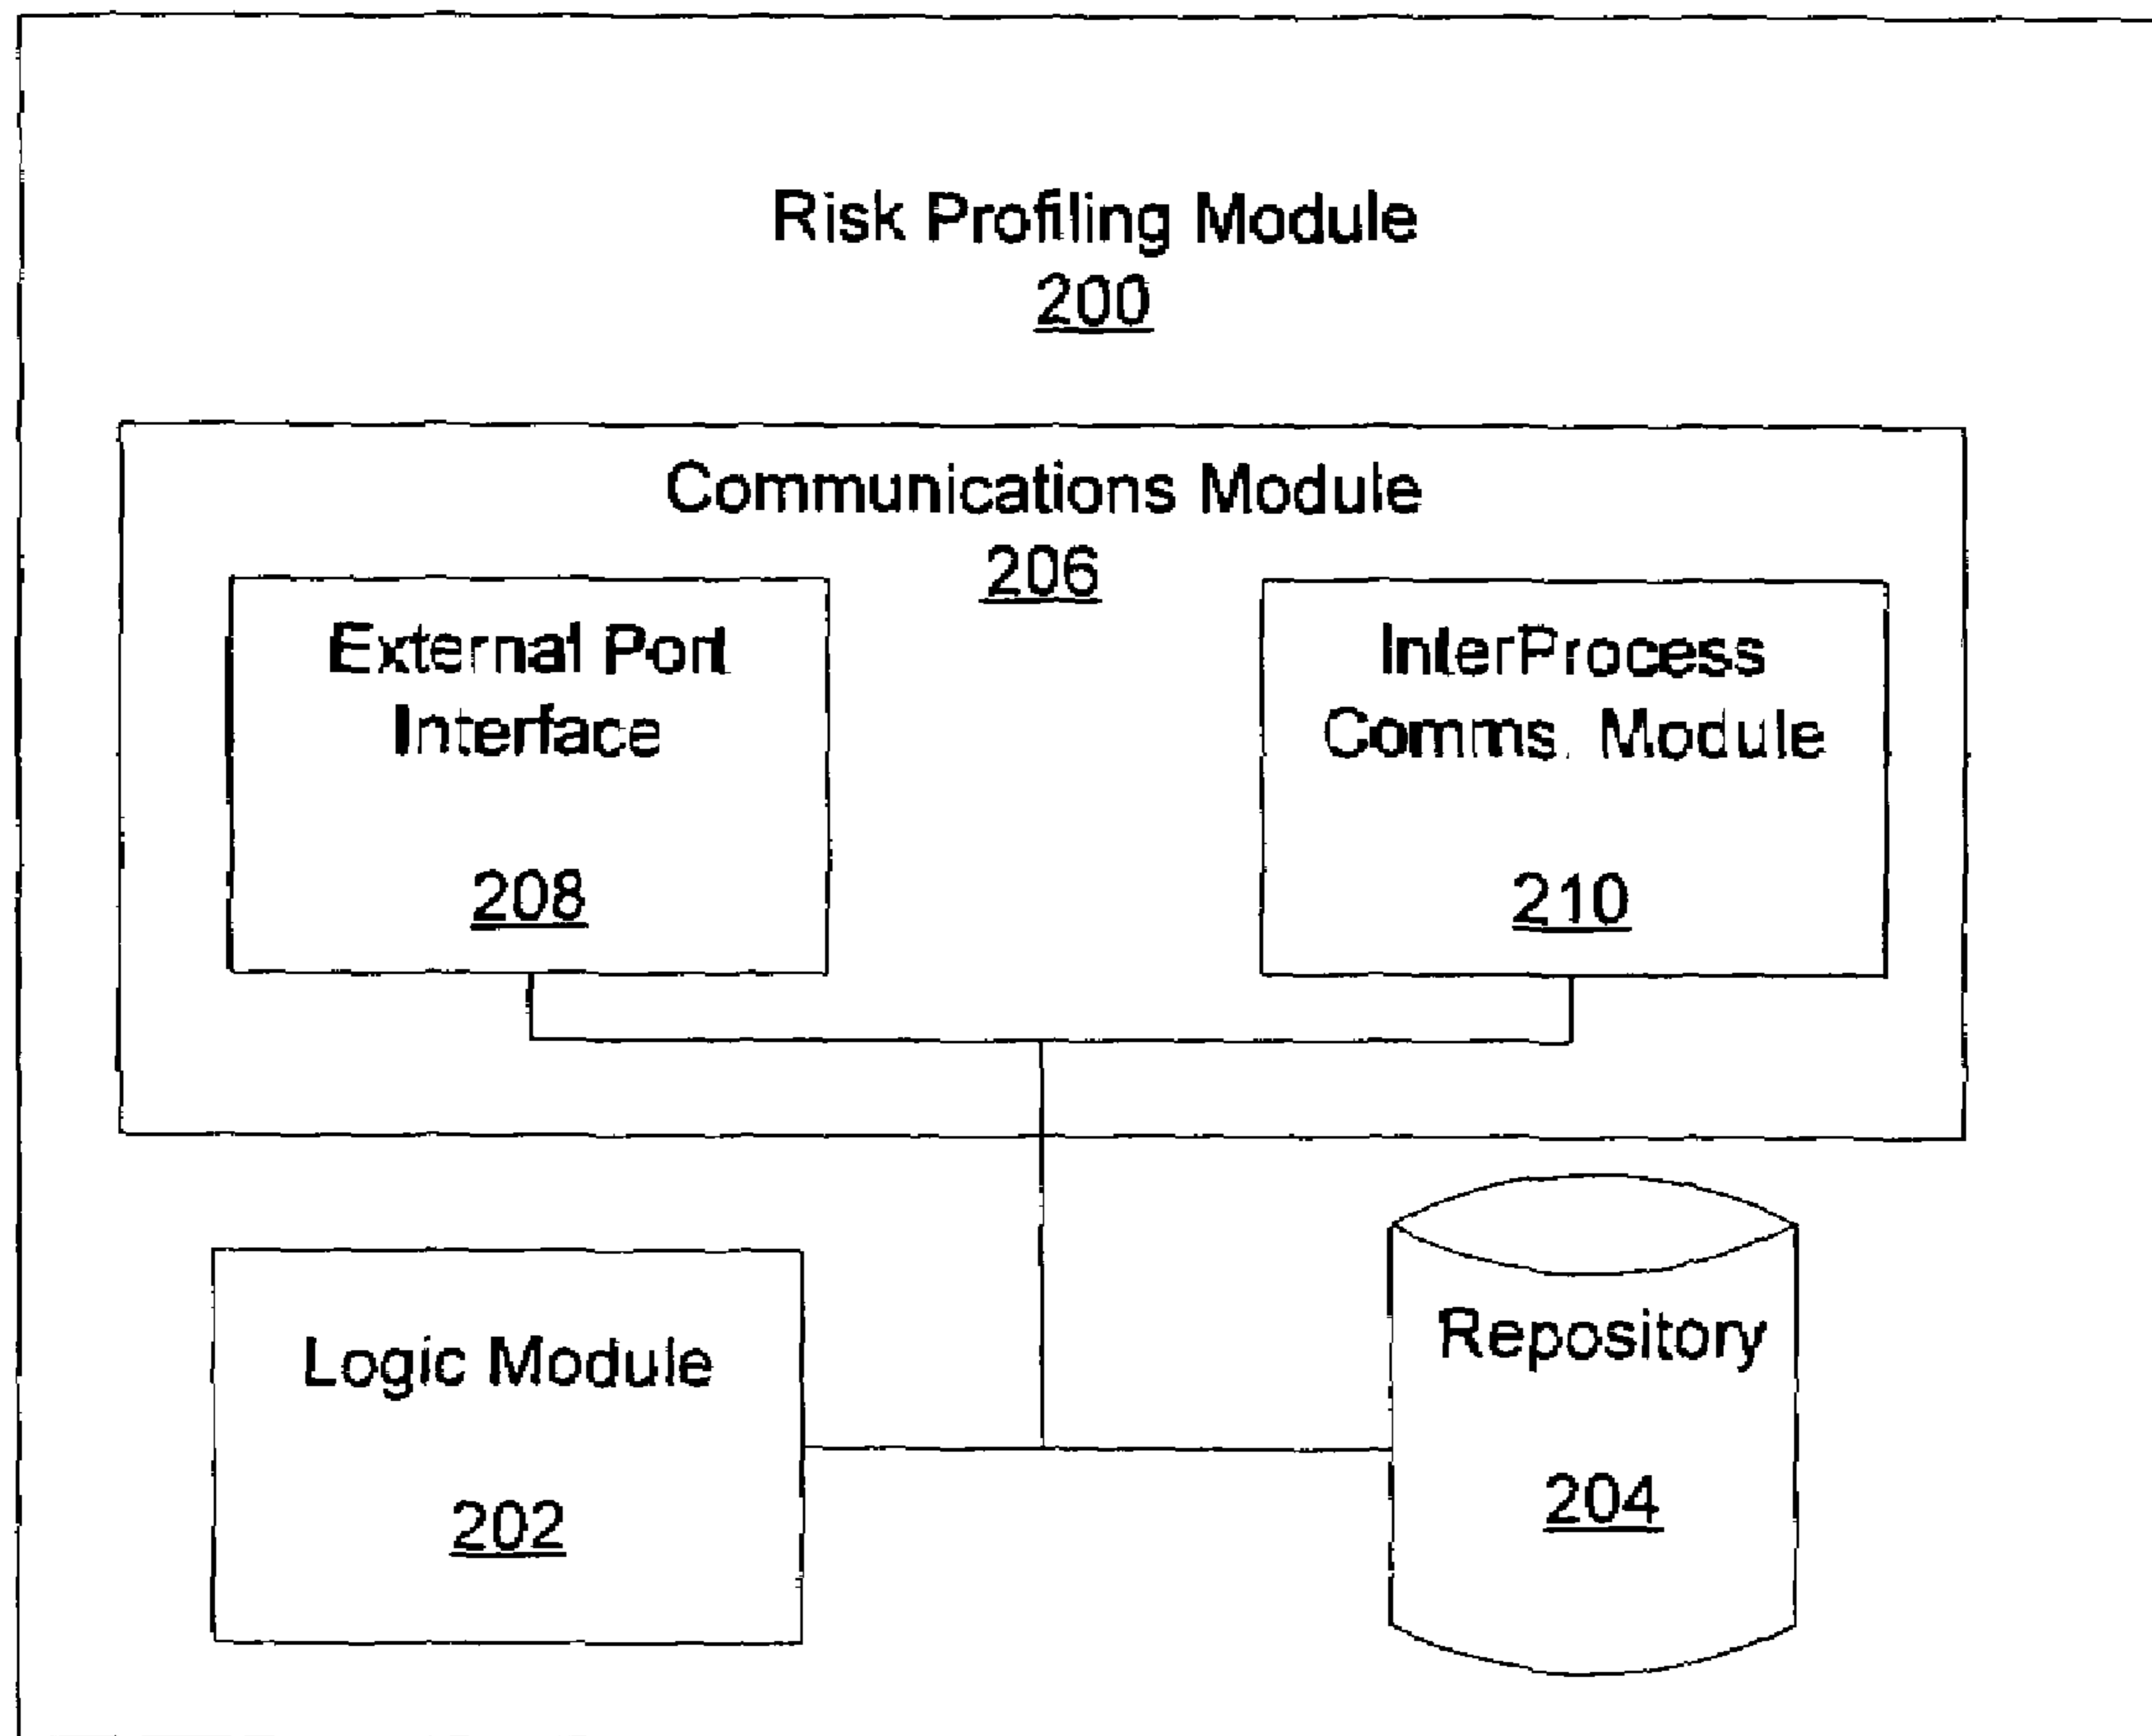 Risk Profiling Module
200
Communications Module
206
External Port
Interface
208
InterProcess
Comms. Module
210
Logic Module
202
Repository
204